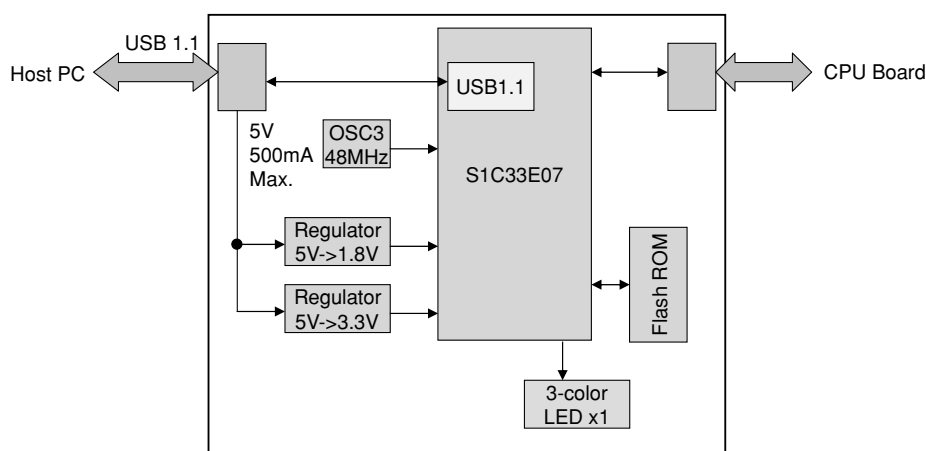 USB 1.1
Host PC
CPU Board
USB1.1
5V
500mA
Max.
OSC3
48MHz
S1C33E07
Regulator
5V->1.8V
Regulator
5V->3.3V
Flash ROM
3-color
LED x1